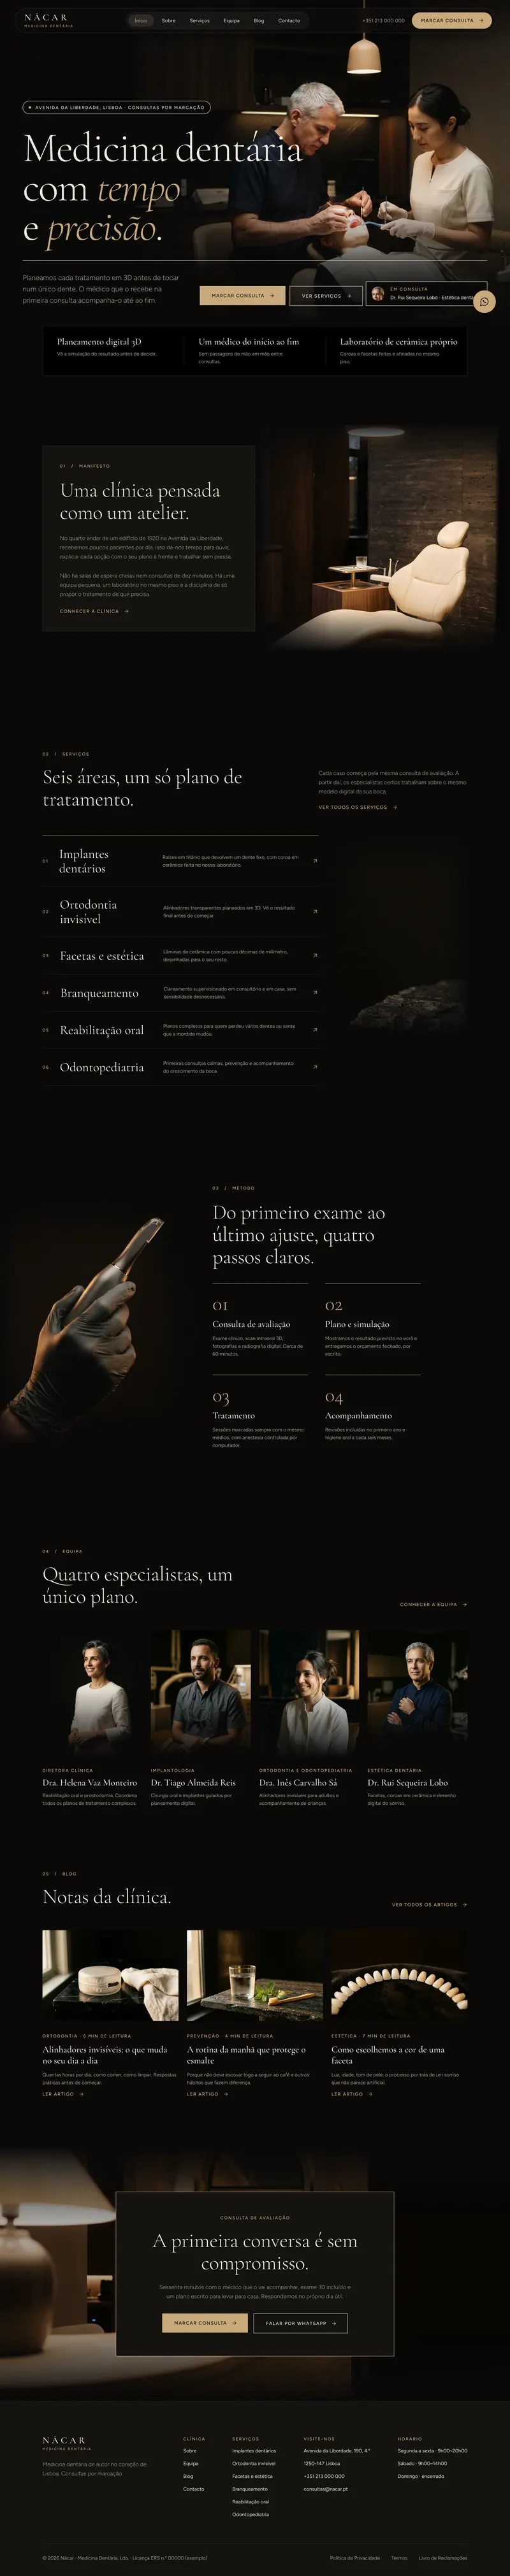 NÁCAR
MEDICINA DENTÁRIA
Início
Sobre
Serviços
Equipa
Blog
Contacto
+351 213 000 000
MARCAR CONSULTA
AVENIDA DA LIBERDADE, LISBOA · CONSULTAS POR MARCAÇÃO
Medicina dentária
com tempo
e precisão.
Planeamos cada tratamento em 3D antes de tocar
num único dente. O médico que o recebe na
primeira consulta acompanha-o até ao fim.
MARCAR CONSULTA
VER SERVIÇOS
EM CONSULTA
Dr. Rui Sequeira Lobo · Estética dentá
Planeamento digital 3D
Vê a simulação do resultado antes de decidir.
Um médico do início ao fim
Sem passagens de mão em mão entre
consultas.
Laboratório de cerâmica próprio
Coroas e facetas feitas e afinadas no mesmo
piso.
01 / MANIFESTO
Uma clínica pensada
como um atelier.
No quarto andar de um edifício de 1920 na Avenida da Liberdade,
recebemos poucos pacientes por dia. Isso dá-nos tempo para ouvir,
explicar cada opção com o seu plano à frente e trabalhar sem pressa.
Não há salas de espera cheias nem consultas de dez minutos. Há uma
equipa pequena, um laboratório no mesmo piso e a disciplina de só
propor o tratamento de que precisa.
CONHECER A CLÍNICA
02 / SERVIÇOS
Seis áreas, um só plano de
tratamento.
Cada caso começa pela mesma consulta de avaliação. A
partir daí, os especialistas certos trabalham sobre o mesmo
modelo digital da sua boca.
VER TODOS OS SERVIÇOS
01
Implantes
dentários
Raízes em titânio que devolvem um dente fixo, com coroa em
cerâmica feita no nosso laboratório.
02
Ortodontia
invisível
Alinhadores transparentes planeados em 3D. Vê o resultado
final antes de começar.
03
Facetas e estética
Lâminas de cerâmica com poucas décimas de milímetro,
desenhadas para o seu rosto.
04
Branqueamento
Clareamento supervisionado em consultório e em casa, sem
sensibilidade desnecessária.
05
Reabilitação oral
Planos completos para quem perdeu vários dentes ou sente
que a mordida mudou.
06
Odontopediatria
Primeiras consultas calmas, prevenção e acompanhamento
do crescimento da boca.
03 / MÉTODO
Do primeiro exame ao
último ajuste, quatro
passos claros.
01
Consulta de avaliação
Exame clínico, scan intraoral 3D,
fotografias e radiografia digital. Cerca de
60 minutos.
02
Plano e simulação
Mostramos o resultado previsto no ecrã e
entregamos o orçamento fechado, por
escrito.
03
Tratamento
Sessões marcadas sempre com o mesmo
médico, com anestesia controlada por
computador.
04
Acompanhamento
Revisões incluídas no primeiro ano e
higiene oral a cada seis meses.
04 / EQUIPA
Quatro especialistas, um
único plano.
CONHECER A EQUIPA
DIRETORA CLÍNICA
Dra. Helena Vaz Monteiro
Reabilitação oral e prostodontia. Coordena
todos os planos de tratamento complexos.
IMPLANTOLOGIA
Dr. Tiago Almeida Reis
Cirurgia oral e implantes guiados por
planeamento digital.
ORTODONTIA E ODONTOPEDIATRIA
Dra. Inês Carvalho Sá
Alinhadores invisíveis para adultos e
acompanhamento de crianças.
ESTÉTICA DENTÁRIA
Dr. Rui Sequeira Lobo
Facetas, coroas em cerâmica e desenho
digital do sorriso.
05 / BLOG
Notas da clínica.
VER TODOS OS ARTIGOS
ORTODONTIA · 5 MIN DE LEITURA
Alinhadores invisíveis: o que muda
no seu dia a dia
Quantas horas por dia, como comer, como limpar. Respostas
práticas antes de começar.
LER ARTIGO
PREVENÇÃO · 4 MIN DE LEITURA
A rotina da manhã que protege o
esmalte
Porque não deve escovar logo a seguir ao café e outros
hábitos que fazem diferença.
LER ARTIGO
ESTÉTICA · 7 MIN DE LEITURA
Como escolhemos a cor de uma
faceta
Luz, idade, tom de pele: o processo por trás de um sorriso
que não parece artificial.
LER ARTIGO
CONSULTA DE AVALIAÇÃO
A primeira conversa é sem
compromisso.
Sessenta minutos com o médico que o vai acompanhar, exame 3D incluído e
um plano escrito para levar para casa. Respondemos no próprio dia útil.
MARCAR CONSULTA
FALAR POR WHATSAPP
NÁCAR
MEDICINA DENTÁRIA
Medicina dentária de autor no coração de
Lisboa. Consultas por marcação.
CLÍNICA
Sobre
Equipa
Blog
Contacto
SERVIÇOS
Implantes dentários
Ortodontia invisível
Facetas e estética
Branqueamento
Reabilitação oral
Odontopediatria
VISITE-NOS
Avenida da Liberdade, 190, 4.º
1250-147 Lisboa
+351 213 000 000
consultas@nacar.pt
HORÁRIO
Segunda a sexta · 9h00–20h00
Sábado · 9h00–14h00
Domingo · encerrado
© 2026 Nácar · Medicina Dentária, Lda. · Licença ERS n.º 00000 (exemplo)
Política de Privacidade
Termos
Livro de Reclamações